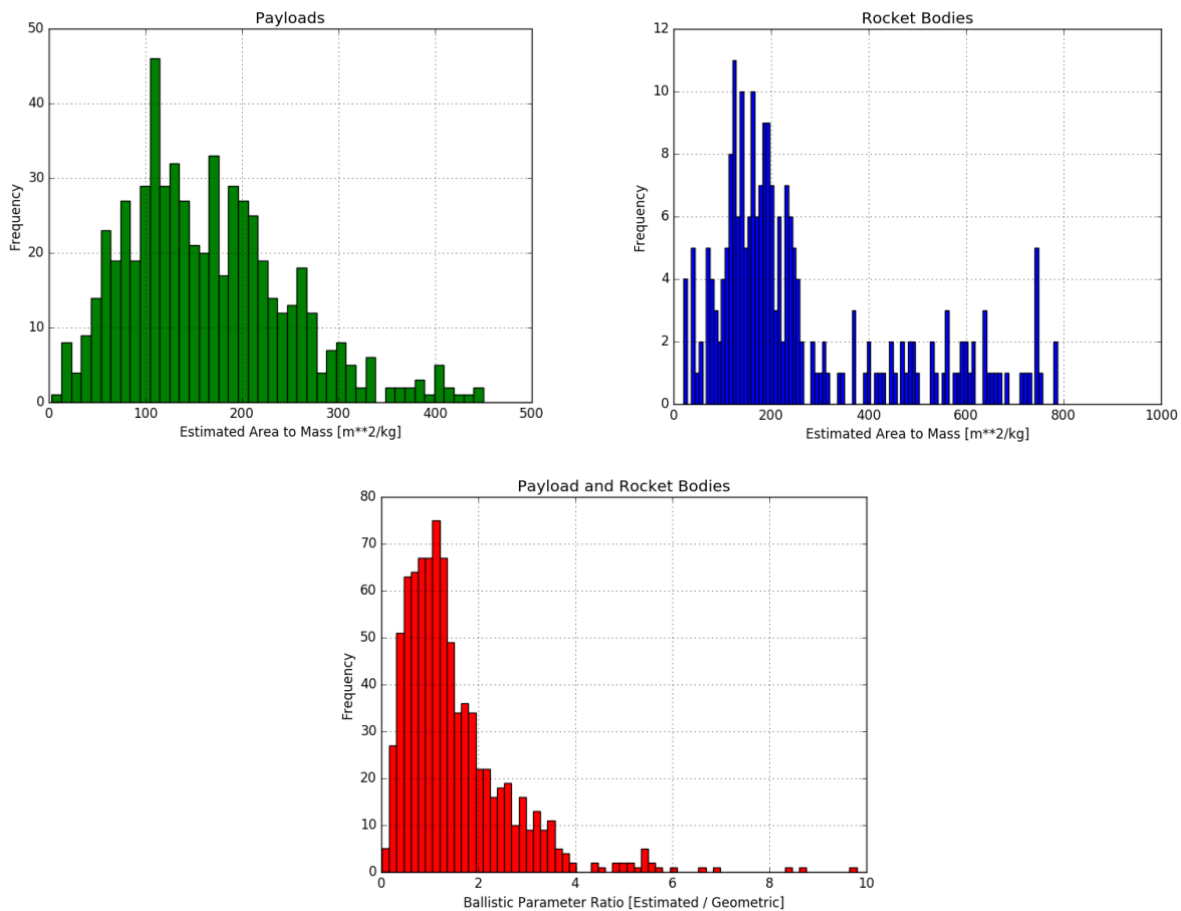 Payloads
50
40
30
20
10
0
Frequency
0 100 200 300 400 500
Estimated Area to Mass [m**2/kg]
Rocket Bodies
12
10
8
6
4
2
0
Frequency
0 200 400 600 800 1000
Estimated Area to Mass [m**2/kg]
Payload and Rocket Bodies
80
70
60
50
40
30
20
10
0
Frequency
0 2 4 6 8 10
Ballistic Parameter Ratio [Estimated / Geometric]